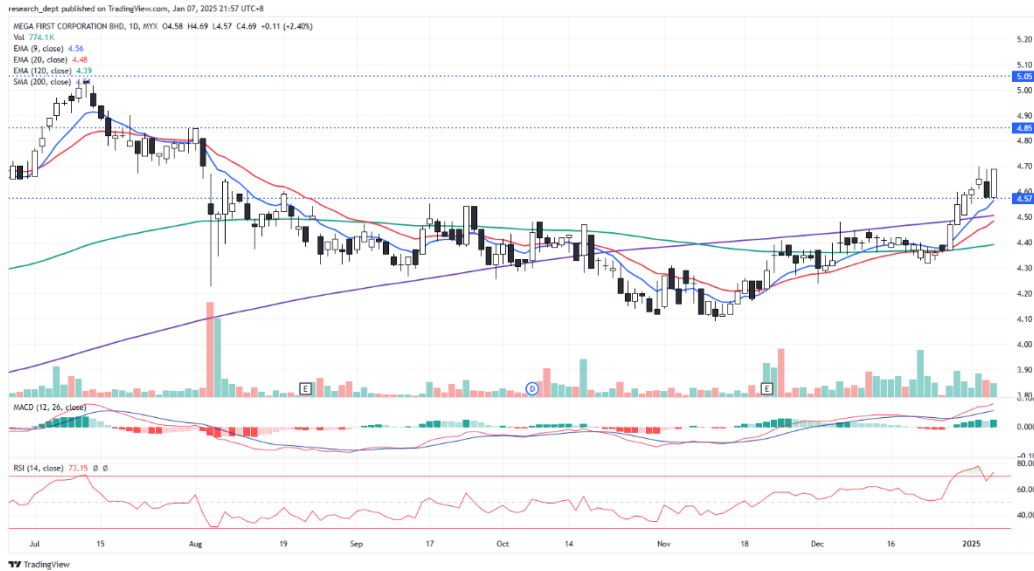 research_dept published on TradingView.com, Jan 07, 2025 21:57 UTC+8
MEGA FIRST CORPORATION BHD, 1D, MYX O4.58 H4.69 L4.57 C4.69 +0.11 (+2.40%)
Vol 774.1K
EMA (9, close) 4.56
EMA (20, close) 4.48
EMA (120, close) 4.39
SMA (200, close)
5.20
5.10
5.05
5.00
4.90
4.85
4.80
4.70
4.60
4.57
4.50
4.40
4.30
4.20
4.10
4.00
3.90
3.80
E
D
E
MACD (12, 26, close)
0.000
RSI (14, close) 73.15 Ø Ø
80.00
60.00
40.00
Jul 15 Aug 19 Sep 17 Oct 14 Nov 18 Dec 16 2025
TradingView